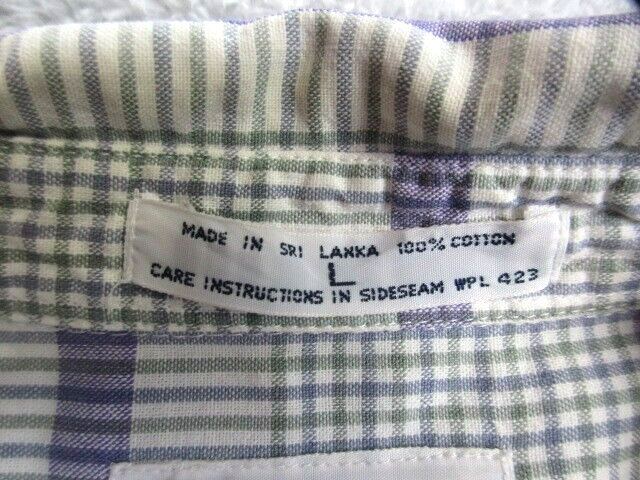 MADE IN SRI LANKA 100% COTTON
L
CARE INSTRUCTIONS IN SIDESEAM WPL 423